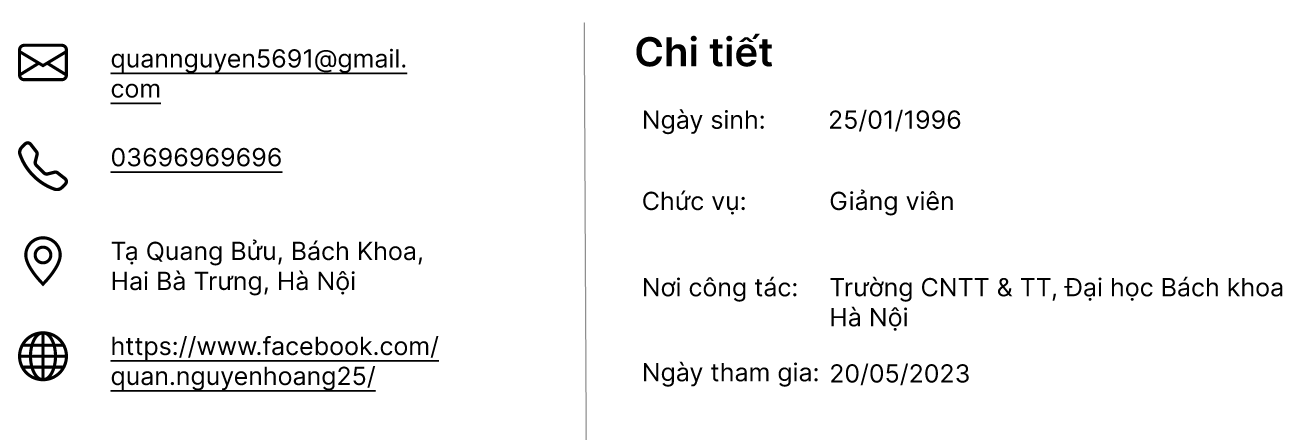 quannguyen5691@gmail.
com
03696969696
Tạ Quang Bửu, Bách Khoa,
Hai Bà Trưng, Hà Nội
https://www.facebook.com/
quan.nguyenhoang25/
Chi tiết
Ngày sinh: 25/01/1996
Chức vụ: Giảng viên
Nơi công tác: Trường CNTT & TT, Đại học Bách khoa
Hà Nội
Ngày tham gia: 20/05/2023